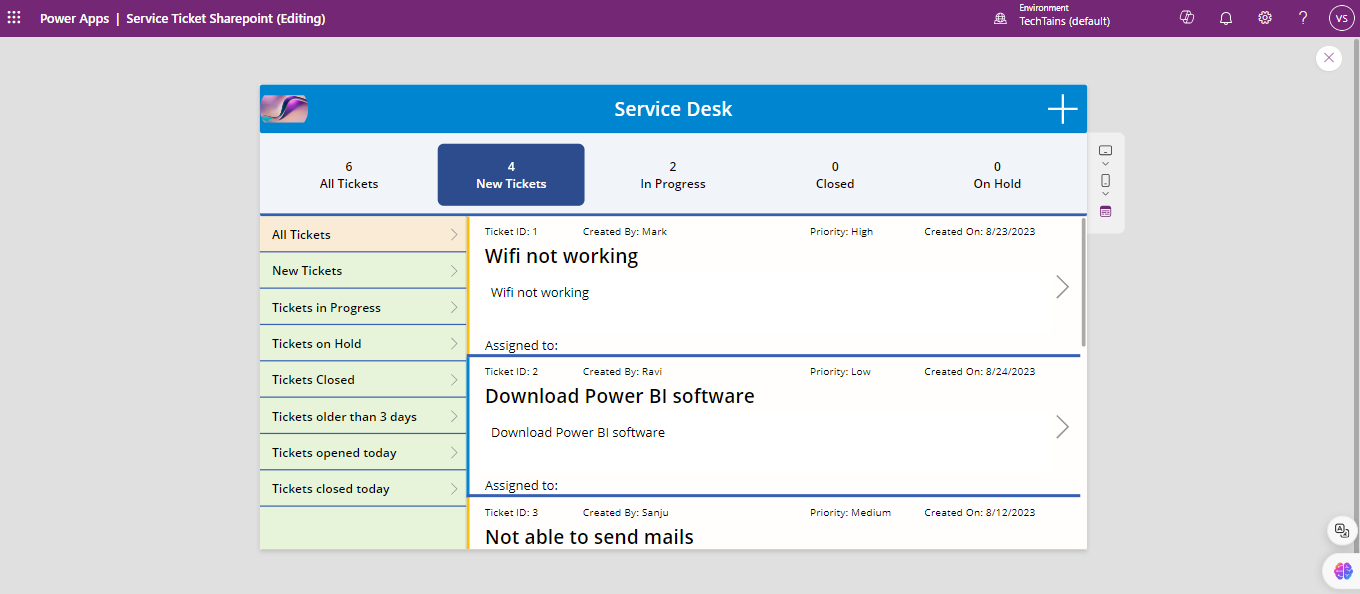 Power Apps | Service Ticket Sharepoint (Editing)
Environment
TechTains (default)
VS
Service Desk
6
All Tickets
4
New Tickets
2
In Progress
0
Closed
0
On Hold
All Tickets
New Tickets
Tickets in Progress
Tickets on Hold
Tickets Closed
Tickets older than 3 days
Tickets opened today
Tickets closed today
Ticket ID: 1 Created By: Mark Priority: High Created On: 8/23/2023
Wifi not working
Wifi not working
Assigned to:
Ticket ID: 2 Created By: Ravi Priority: Low Created On: 8/24/2023
Download Power BI software
Download Power BI software
Assigned to:
Ticket ID: 3 Created By: Sanju Priority: Medium Created On: 8/12/2023
Not able to send mails